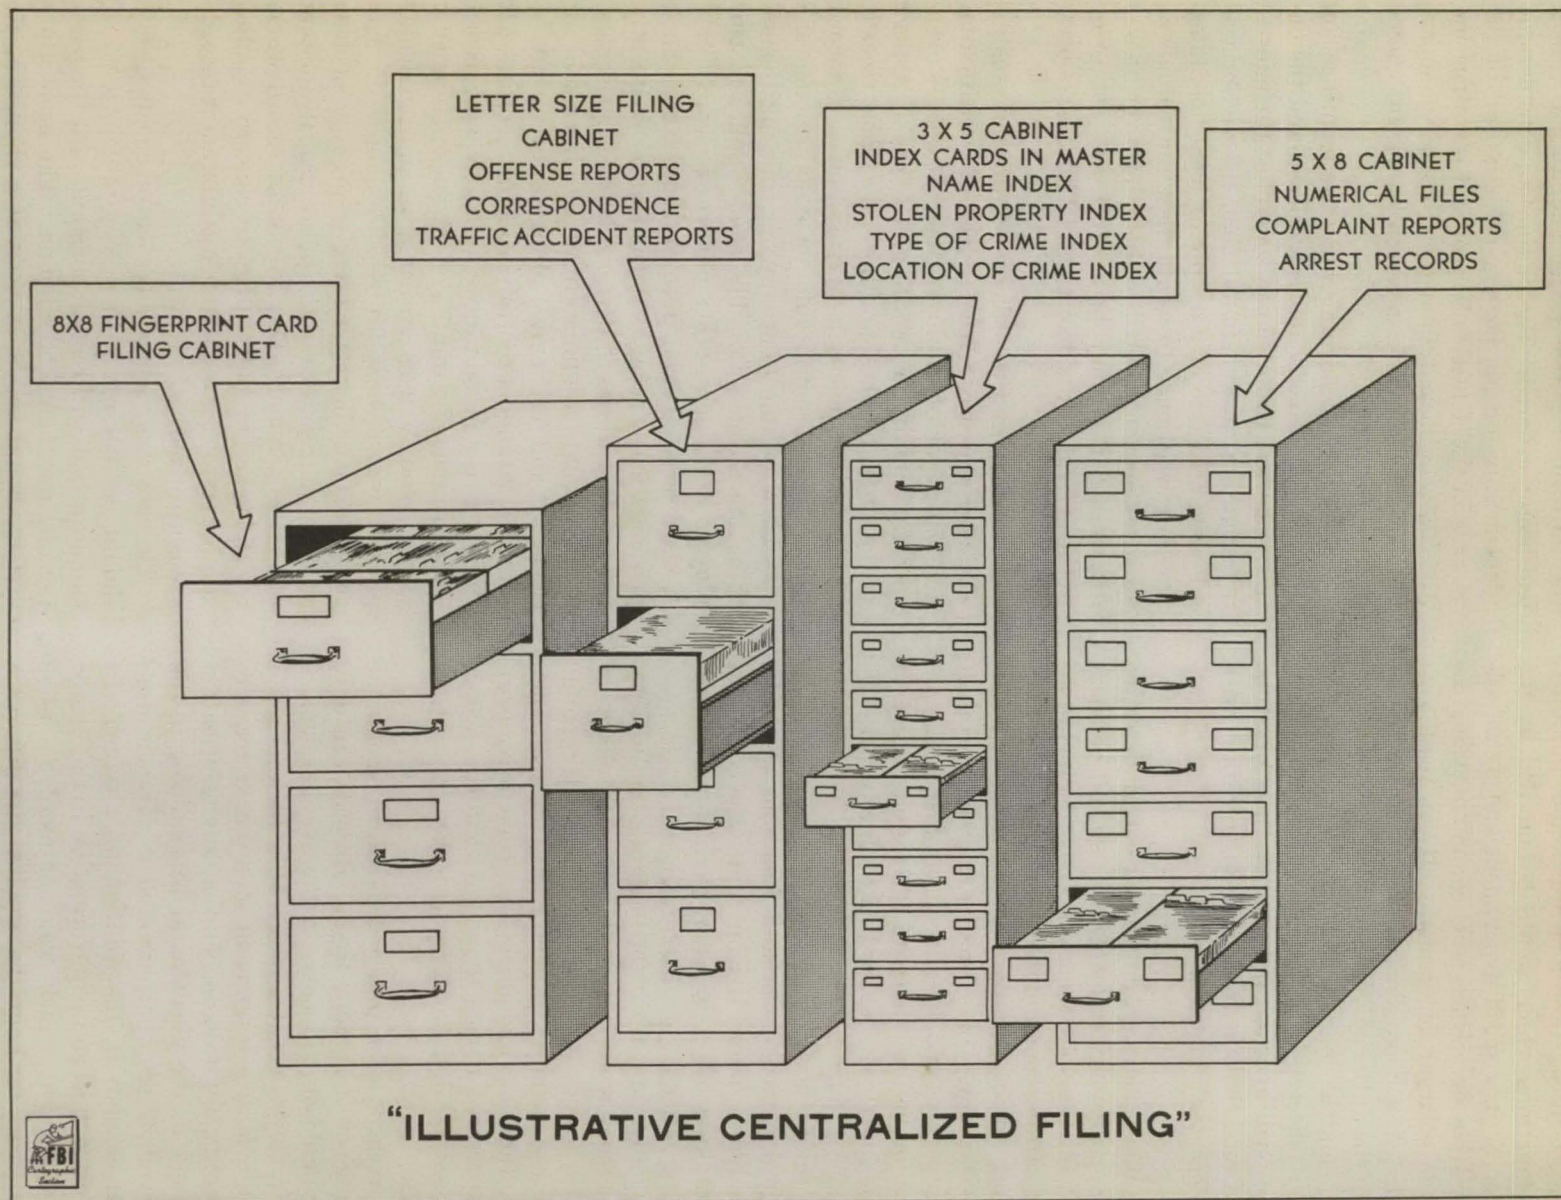 LETTER SIZE FILING
CABINET
OFFENSE REPORTS
CORRESPONDENCE
TRAFFIC ACCIDENT REPORTS
3 X 5 CABINET
INDEX CARDS IN MASTER
NAME INDEX
STOLEN PROPERTY INDEX
TYPE OF CRIME INDEX
LOCATION OF CRIME INDEX
5 X 8 CABINET
NUMERICAL FILES
COMPLAINT REPORTS
ARREST RECORDS
8X8 FINGERPRINT CARD
FILING CABINET
"ILLUSTRATIVE CENTRALIZED FILING"
FBI
Cartographic
Section